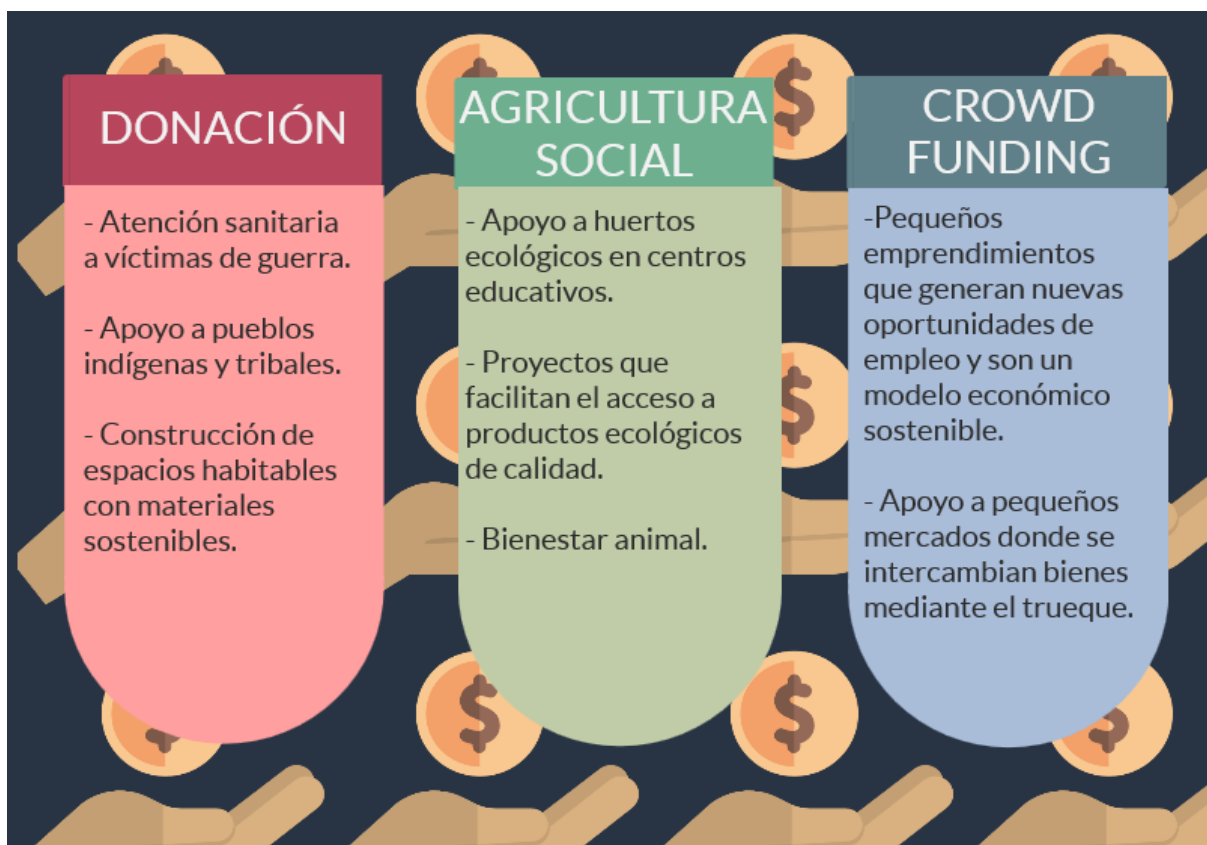 DONACIÓN
- Atención sanitaria
a víctimas de guerra.
- Apoyo a pueblos
indígenas y tribales.
- Construcción de
espacios habitables
con materiales
sostenibles.
AGRICULTURA
SOCIAL
- Apoyo a huertos
ecológicos en centros
educativos.
- Proyectos que
facilitan el acceso a
productos ecológicos
de calidad.
- Bienestar animal.
CROWD
FUNDING
-Pequeños
emprendimientos
que generan nuevas
oportunidades de
empleo y son un
modelo económico
sostenible.
- Apoyo a pequeños
mercados donde se
intercambian bienes
mediante el trueque.